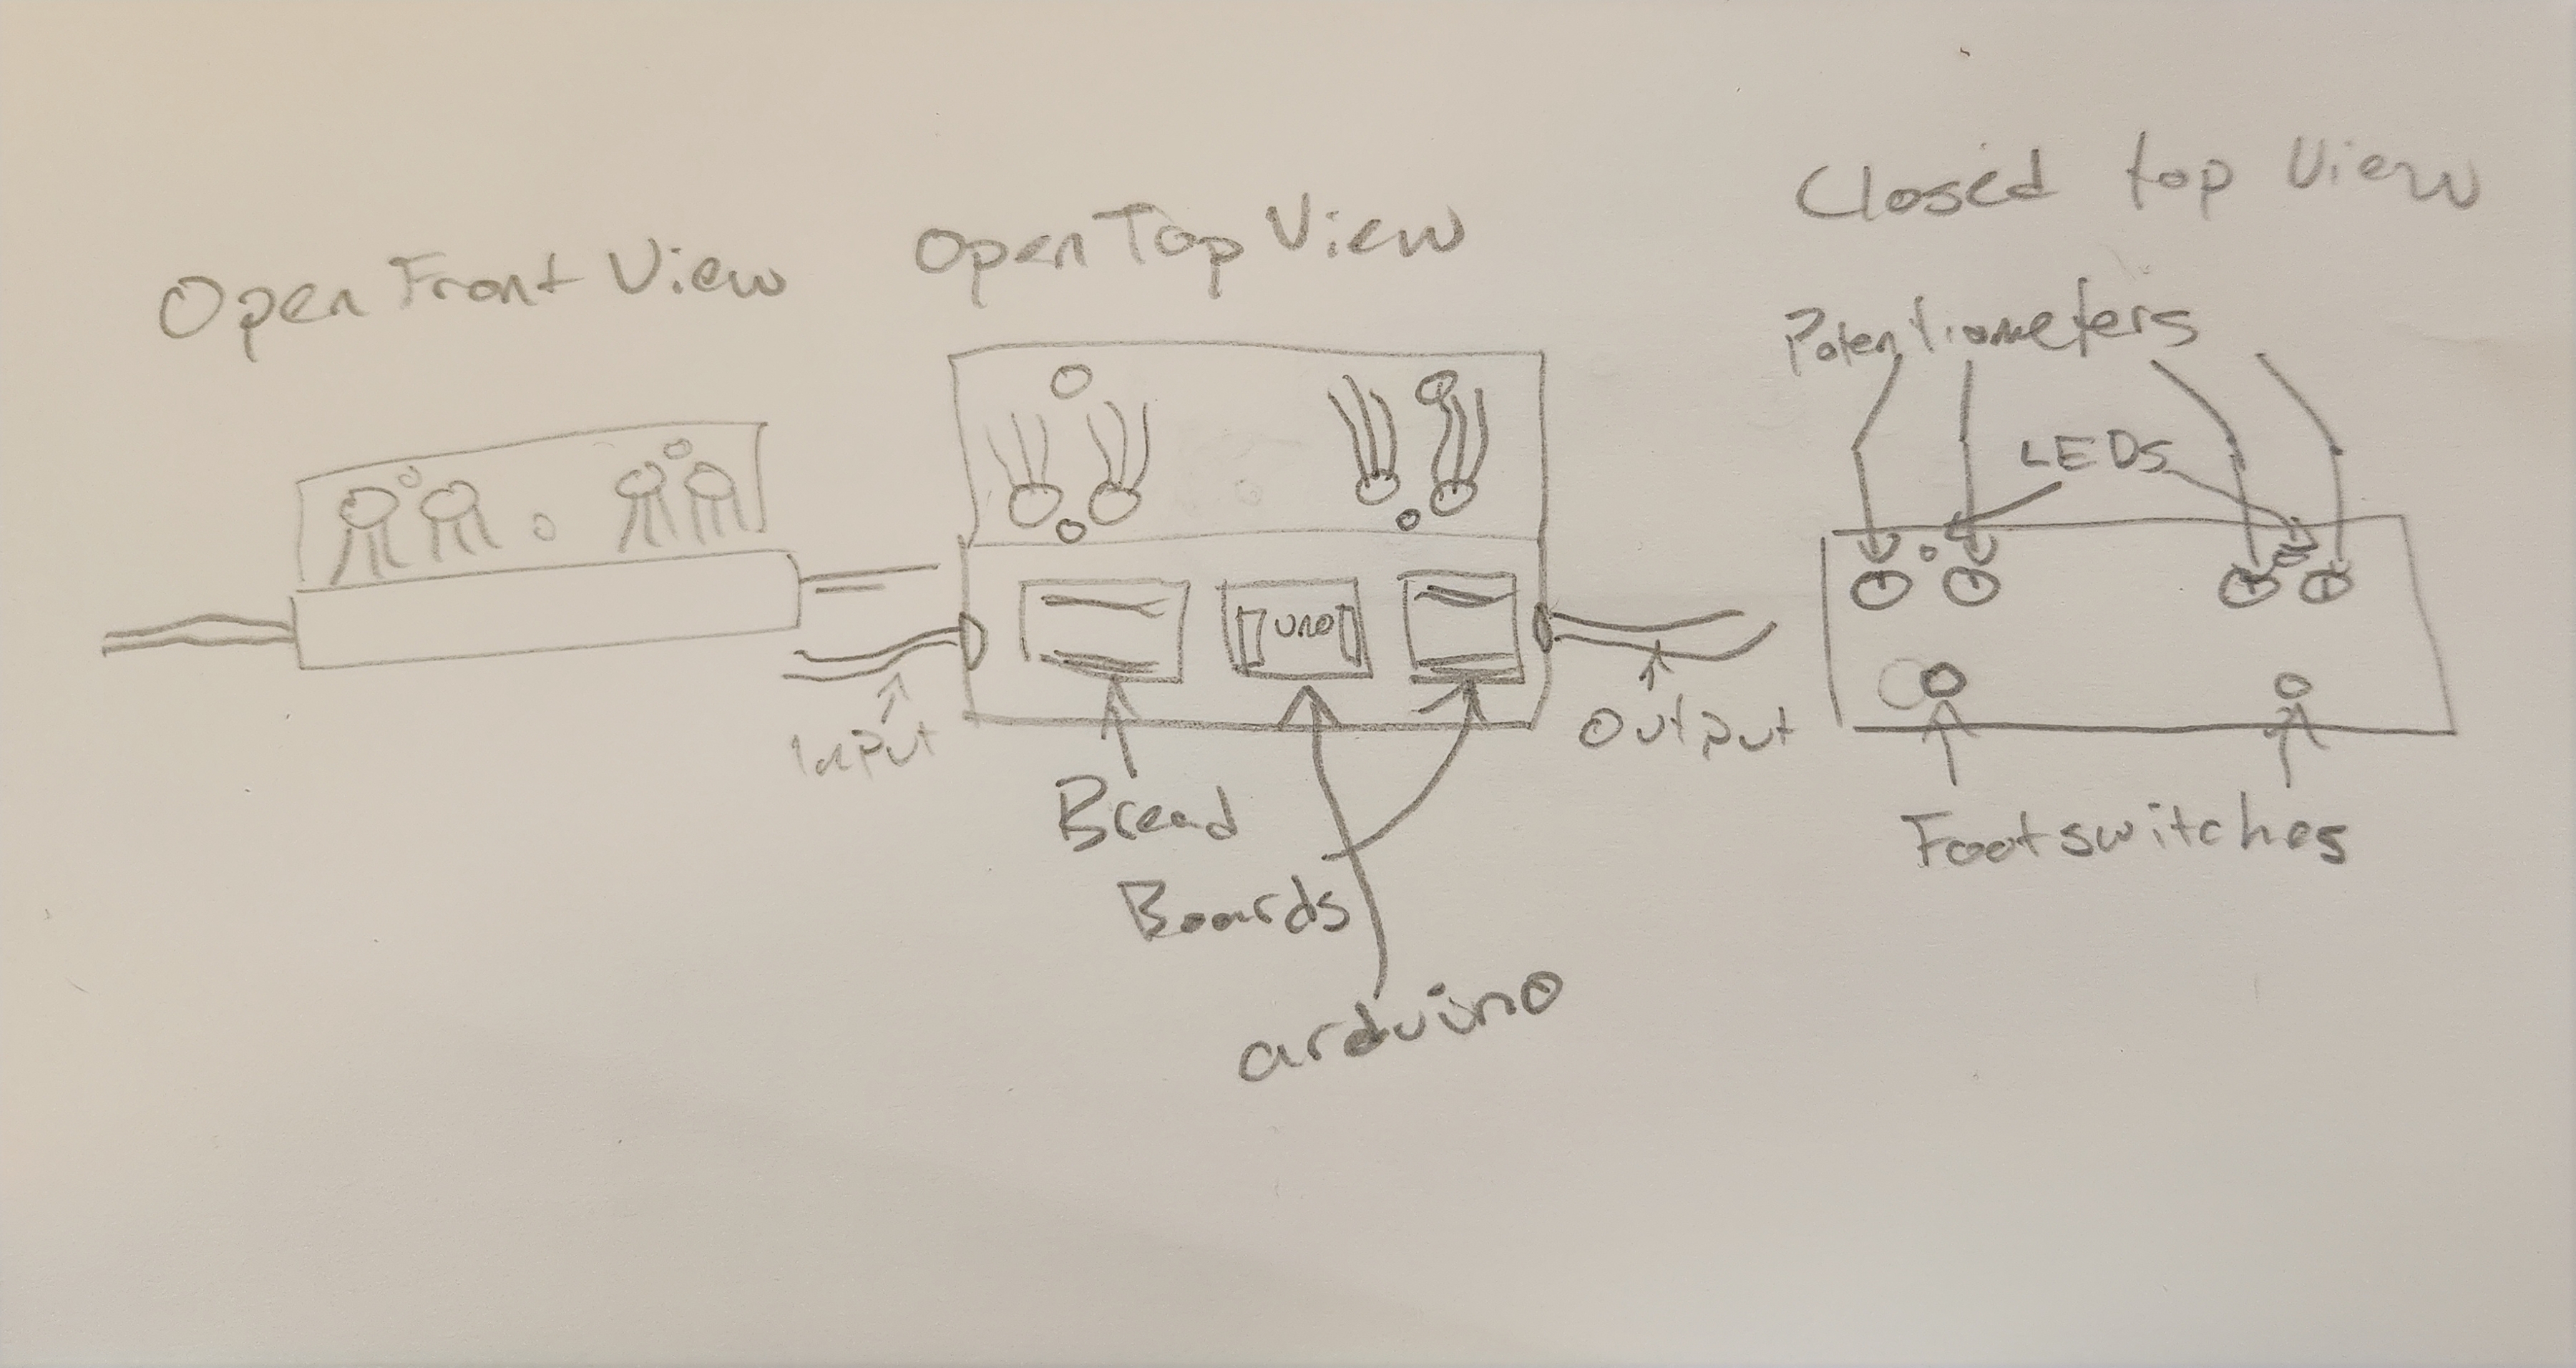 Open Front View
Open Top View
Closed top View
Potentiometers
LEDs
UNO
Input
Output
Bread
Boards
arduino
Footswitches